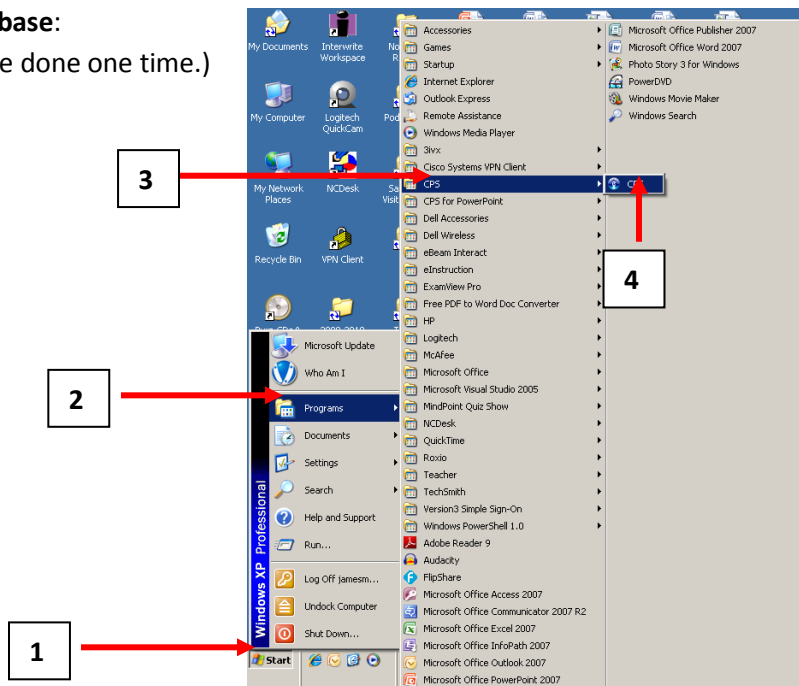 base:
e done one time.)
My Documents
Interwrite
Workspace
No
R
My Computer
Logitech
QuickCam
Pod
3
My Network
Places
NCDesk
Sa
Visit
Recycle Bin
VPN Client
2
1
4
Microsoft Update
Who Am I
Programs
Documents
Settings
Search
Help and Support
Run...
Log Off jamesm...
Undock Computer
Shut Down...
Windows XP Professional
Start
Accessories
Games
Startup
Internet Explorer
Outlook Express
Remote Assistance
Windows Media Player
3ivx
Cisco Systems VPN Client
CPS
CPS for PowerPoint
Dell Accessories
Dell Wireless
eBeam Interact
eInstruction
ExamView Pro
Free PDF to Word Doc Converter
HP
Logitech
McAfee
Microsoft Office
Microsoft Visual Studio 2005
MindPoint Quiz Show
NCDesk
QuickTime
Roxio
Teacher
TechSmith
Version3 Simple Sign-On
Windows PowerShell 1.0
Adobe Reader 9
Audacity
FlipShare
Microsoft Office Access 2007
Microsoft Office Communicator 2007 R2
Microsoft Office Excel 2007
Microsoft Office InfoPath 2007
Microsoft Office Outlook 2007
Microsoft Office PowerPoint 2007
Microsoft Office Publisher 2007
Microsoft Office Word 2007
Photo Story 3 for Windows
PowerDVD
Windows Movie Maker
Windows Search